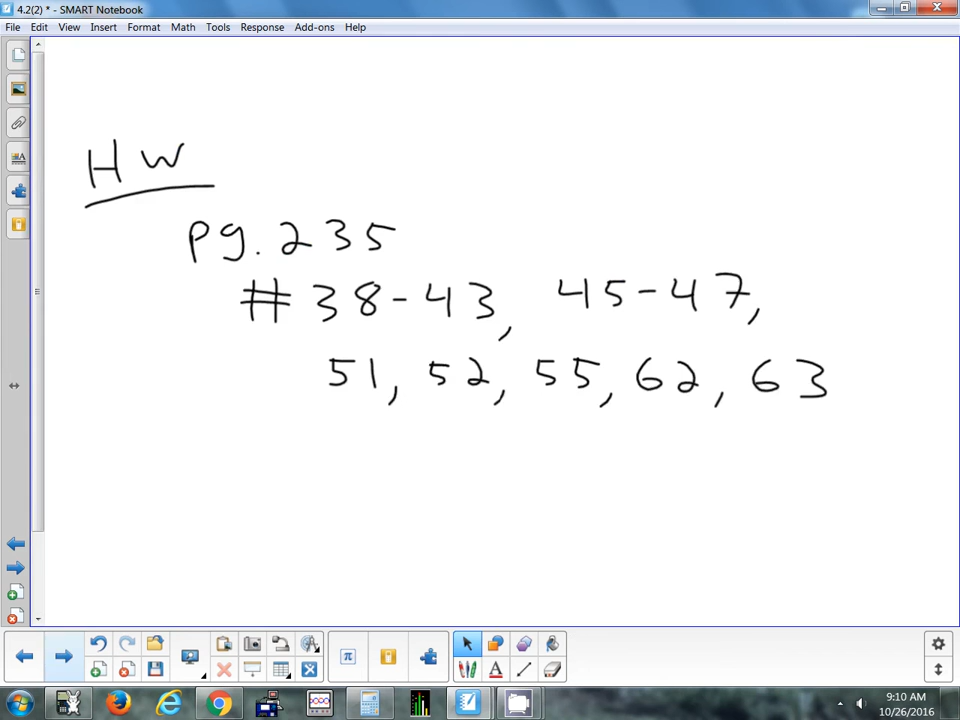 4.2(2) * - SMART Notebook
File Edit View Insert Format Math Tools Response Add-ons Help
HW
pg. 235
#38-43, 45-47,
51, 52, 55, 62, 63
9:10 AM
10/26/2016